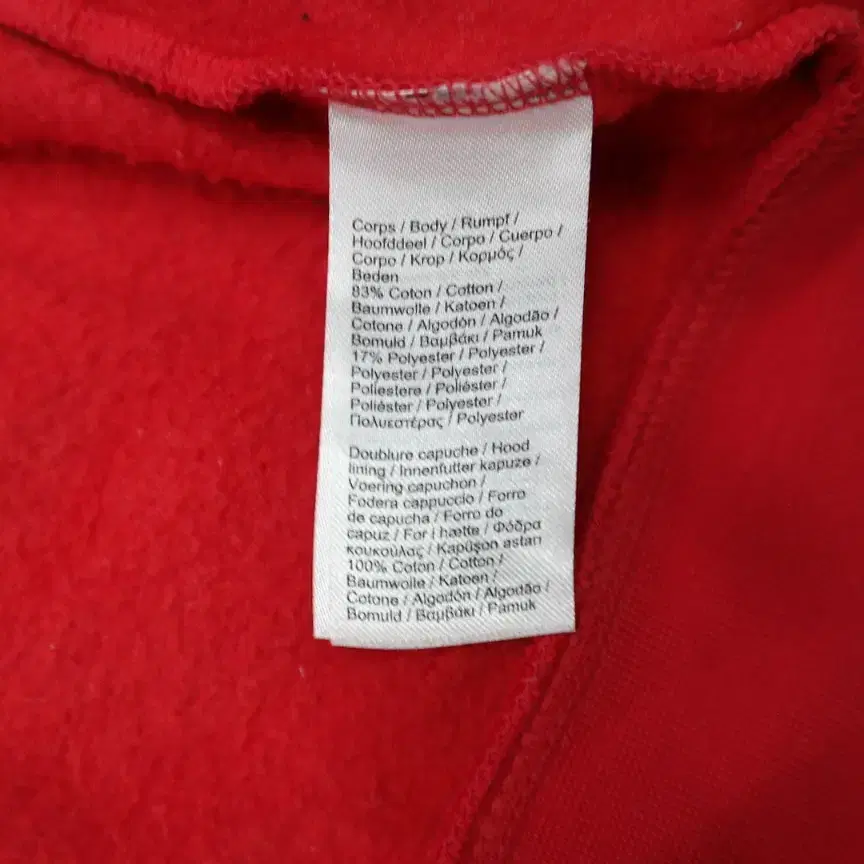 Corps / Body / Rumpf /
Hoofddeel / Corpo / Cuerpo /
Corpo / Krop / Κορμός /
Beden
83% Coton / Cotton /
Baumwolle / Katoen /
Cotone / Algodón / Algodão /
Bomuld / Βαμβάκι / Pamuk
17% Polyester / Polyester /
Polyester / Polyester /
Poliestere / Poliéster /
Poliéster / Polyester /
Πολυεστέρας / Polyester
Doublure capuche / Hood
lining / Innenfutter kapuze /
Voering capuchon /
Fodera cappuccio / Forro
de capucha / Forro do
capuz / For i hætte / Φόδρα
κουκούλας / Kapüşon astarı
100% Coton / Cotton /
Baumwolle / Katoen /
Cotone / Algodón / Algodão /
Bomuld / Βαμβάκι / Pamuk